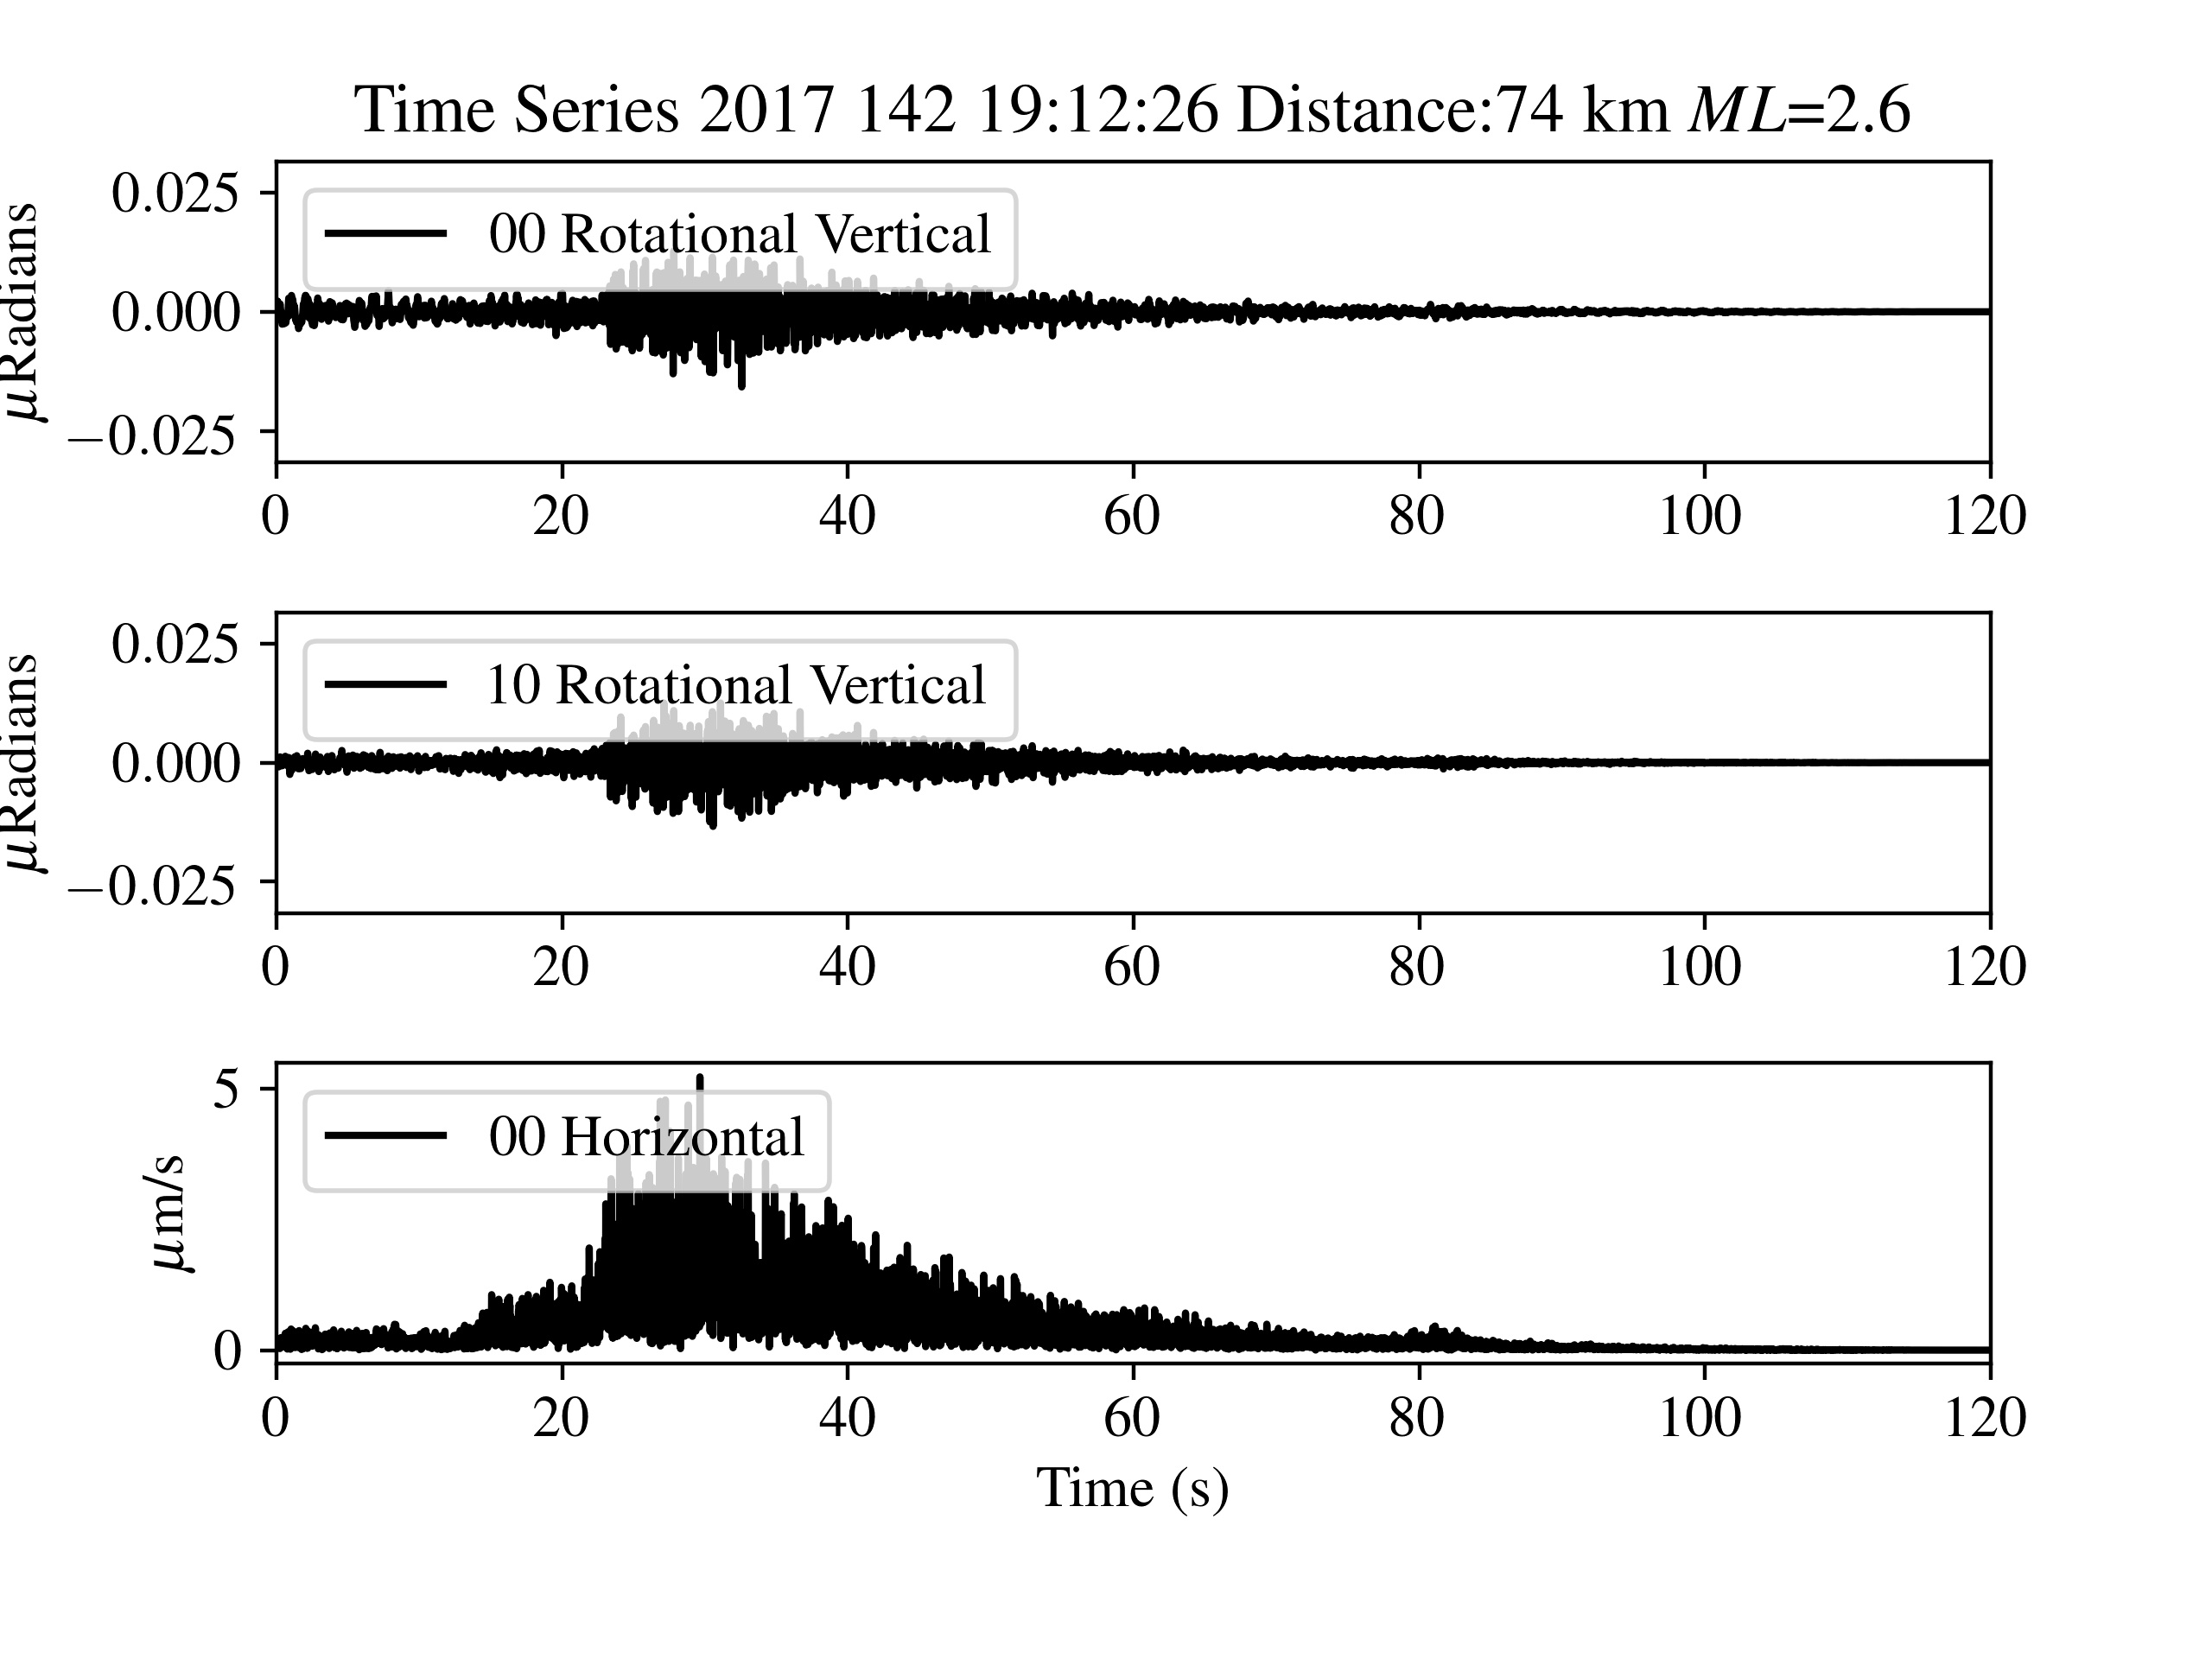 Time Series 2017 142 19:12:26 Distance:74 km ML=2.6
μRadians
0.025
0.000
−0.025
00 Rotational Vertical
0 20 40 60 80 100 120
μRadians
0.025
0.000
−0.025
10 Rotational Vertical
0 20 40 60 80 100 120
μm/s
5
0
00 Horizontal
0 20 40 60 80 100 120
Time (s)